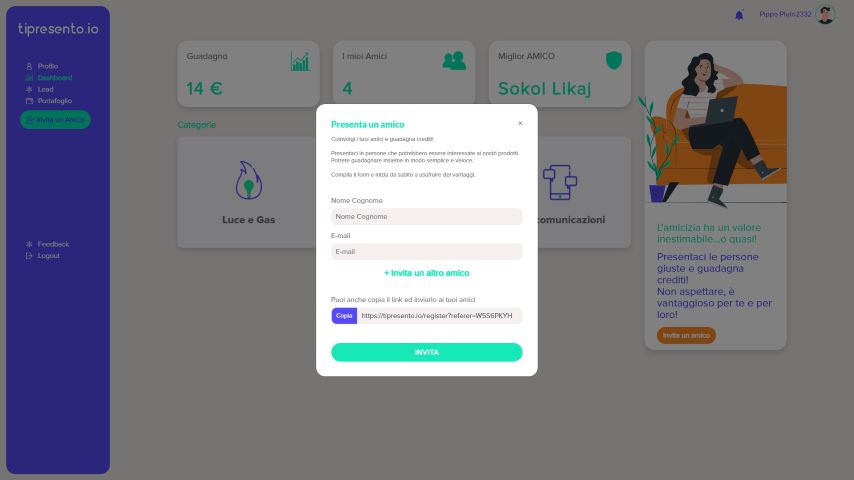 tipresento.io
Profilo
Dashboard
Lead
Portafoglio
Invita un Amico
Feedback
Logout
Pippo Pluto2332
Guadagno
14 €
I miei Amici
4
Miglior AMICO
Sokol Likaj
Categorie
Luce e Gas
comunicazioni
Presenta un amico
×
Coinvolgi i tuoi amici e guadagna crediti!
Presentaci le persone che potrebbero essere interessate ai nostri prodotti.
Potrete guadagnare insieme in modo semplice e veloce.
Compila il form e inizia da subito a usufruire dei vantaggi.
Nome Cognome
Nome Cognome
E-mail
E-mail
+ Invita un altro amico
Puoi anche copia il link ed inviarlo ai tuoi amici
Copia
https://tipresento.io/register?referer=W5S6PKYH
INVITA
L'amicizia ha un valore
inestimabile...o quasi!
Presentaci le persone
giuste e guadagna
crediti!
Non aspettare, è
vantaggioso per te e per
loro!
Invita un amico